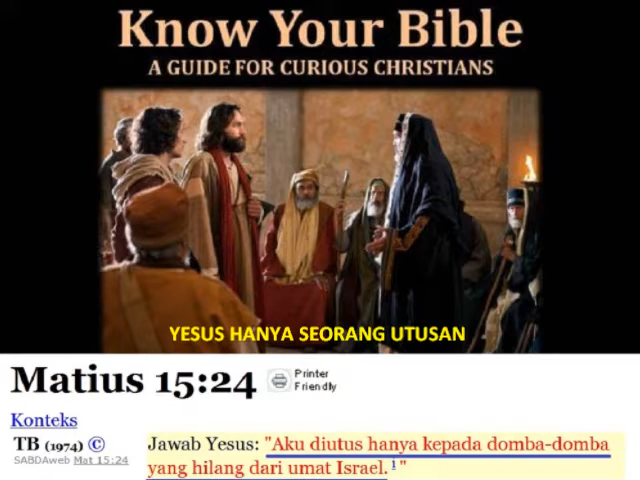 Know Your Bible
A GUIDE FOR CURIOUS CHRISTIANS
YESUS HANYA SEORANG UTUSAN
Matius 15:24
Printer
Friendly
Konteks
TB (1974) ©
SABDAweb Mat 15:24
Jawab Yesus: "Aku diutus hanya kepada domba-domba
yang hilang dari umat Israel. i "